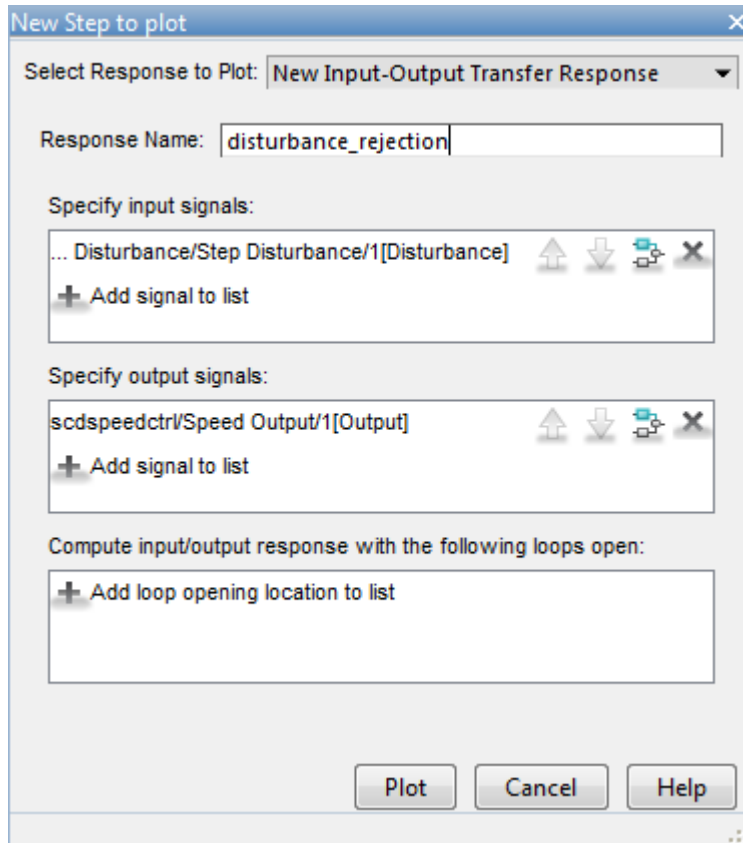 New Step to plot
Select Response to Plot: New Input-Output Transfer Response
Response Name: disturbance_rejection
Specify input signals:
... Disturbance/Step Disturbance/1[Disturbance]
Add signal to list
Specify output signals:
scdspeedctrl/Speed Output/1[Output]
Add signal to list
Compute input/output response with the following loops open:
Add loop opening location to list
Plot Cancel Help